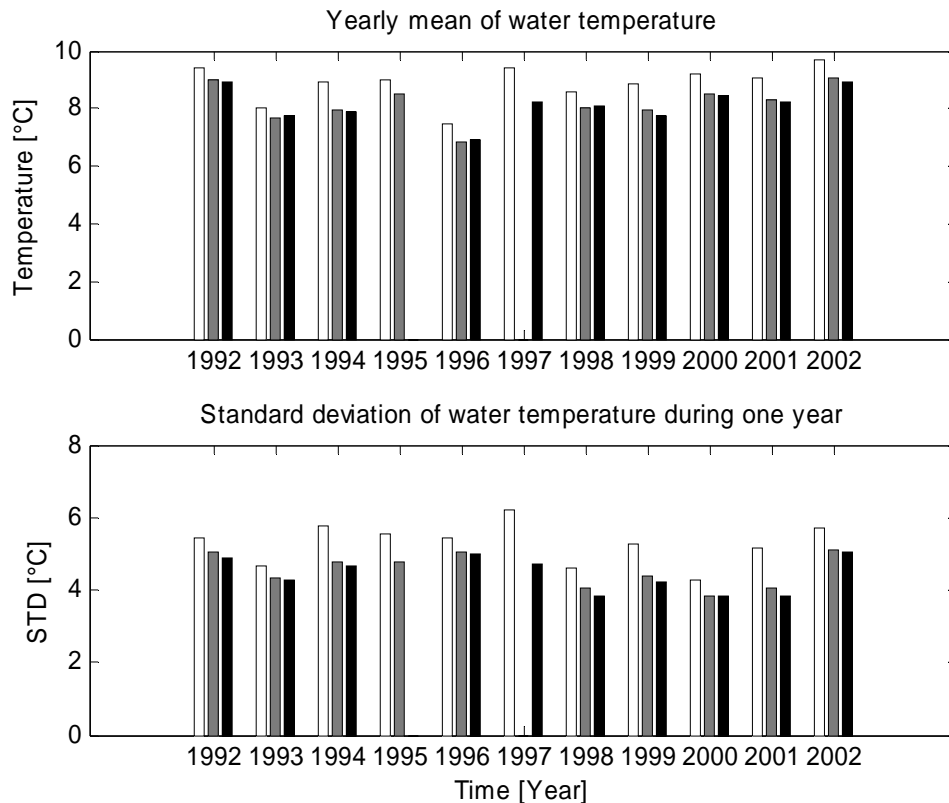 Yearly mean of water temperature
Temperature [°C]
10
8
6
4
2
0
1992 1993 1994 1995 1996 1997 1998 1999 2000 2001 2002
Standard deviation of water temperature during one year
STD [°C]
8
6
4
2
0
1992 1993 1994 1995 1996 1997 1998 1999 2000 2001 2002
Time [Year]